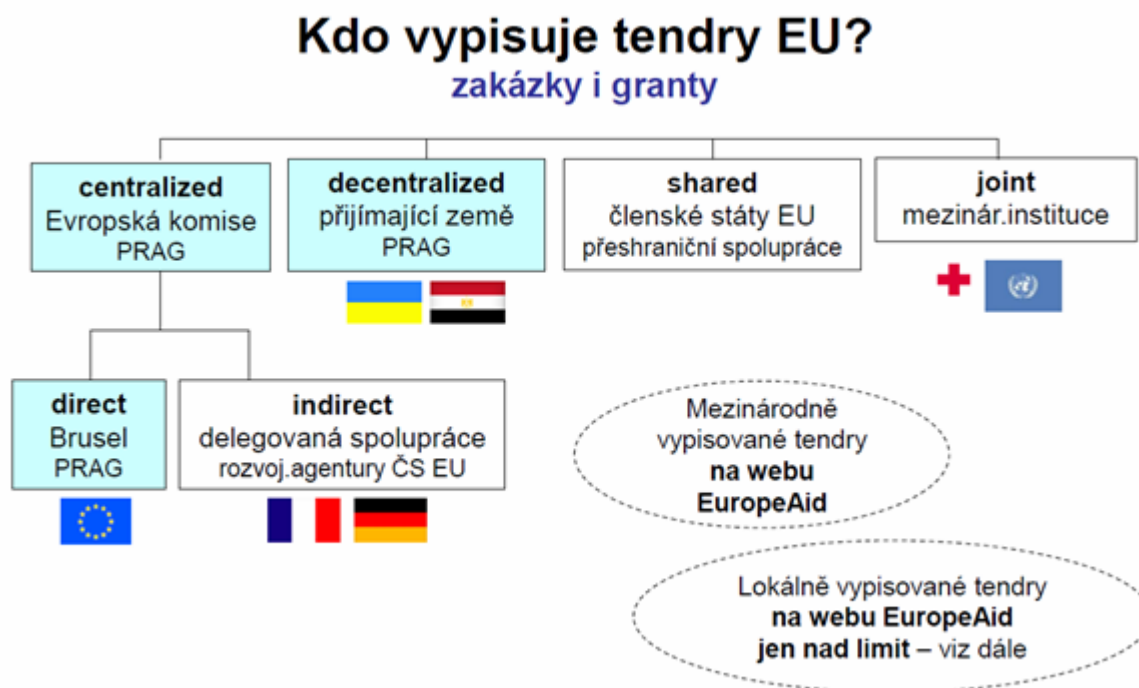 Kdo vypisuje tendry EU?
zakázky i granty
centralized
Evropská komise
PRAG
decentralized
přijímající země
PRAG
shared
členské státy EU
přeshraniční spolupráce
joint
mezinár.instituce
direct
Brusel
PRAG
indirect
delegovaná spolupráce
rozvoj.agentury ČS EU
Mezinárodně
vypisované tendry
na webu
EuropeAid
Lokálně vypisované tendry
na webu EuropeAid
jen nad limit – viz dále